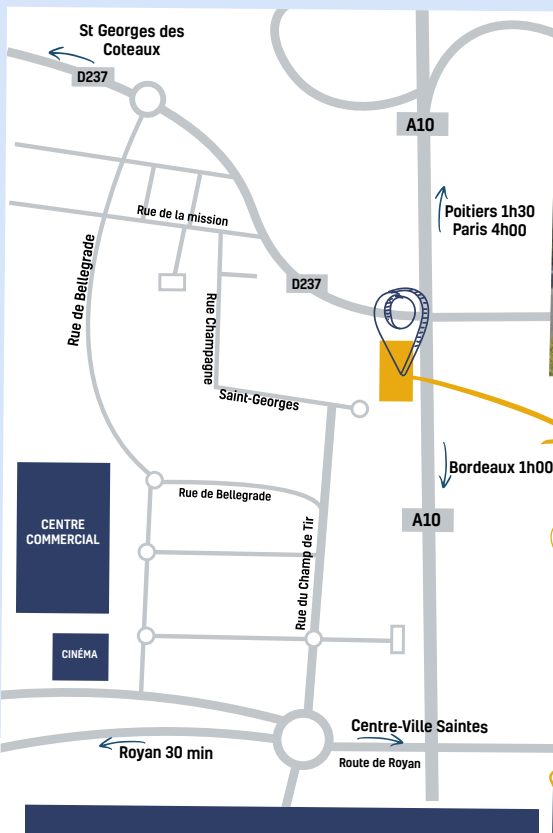 St Georges des
Coteaux
D237
A10
Rue de la mission
Poitiers 1h30
Paris 4h00
Rue de Bellegrade
D237
Rue Champagne
Saint-Georges
Bordeaux 1h00
Rue de Bellegrade
A10
CENTRE
COMMERCIAL
Rue du Champ de Tir
CINÉMA
Centre-Ville Saintes
Royan 30 min
Route de Royan